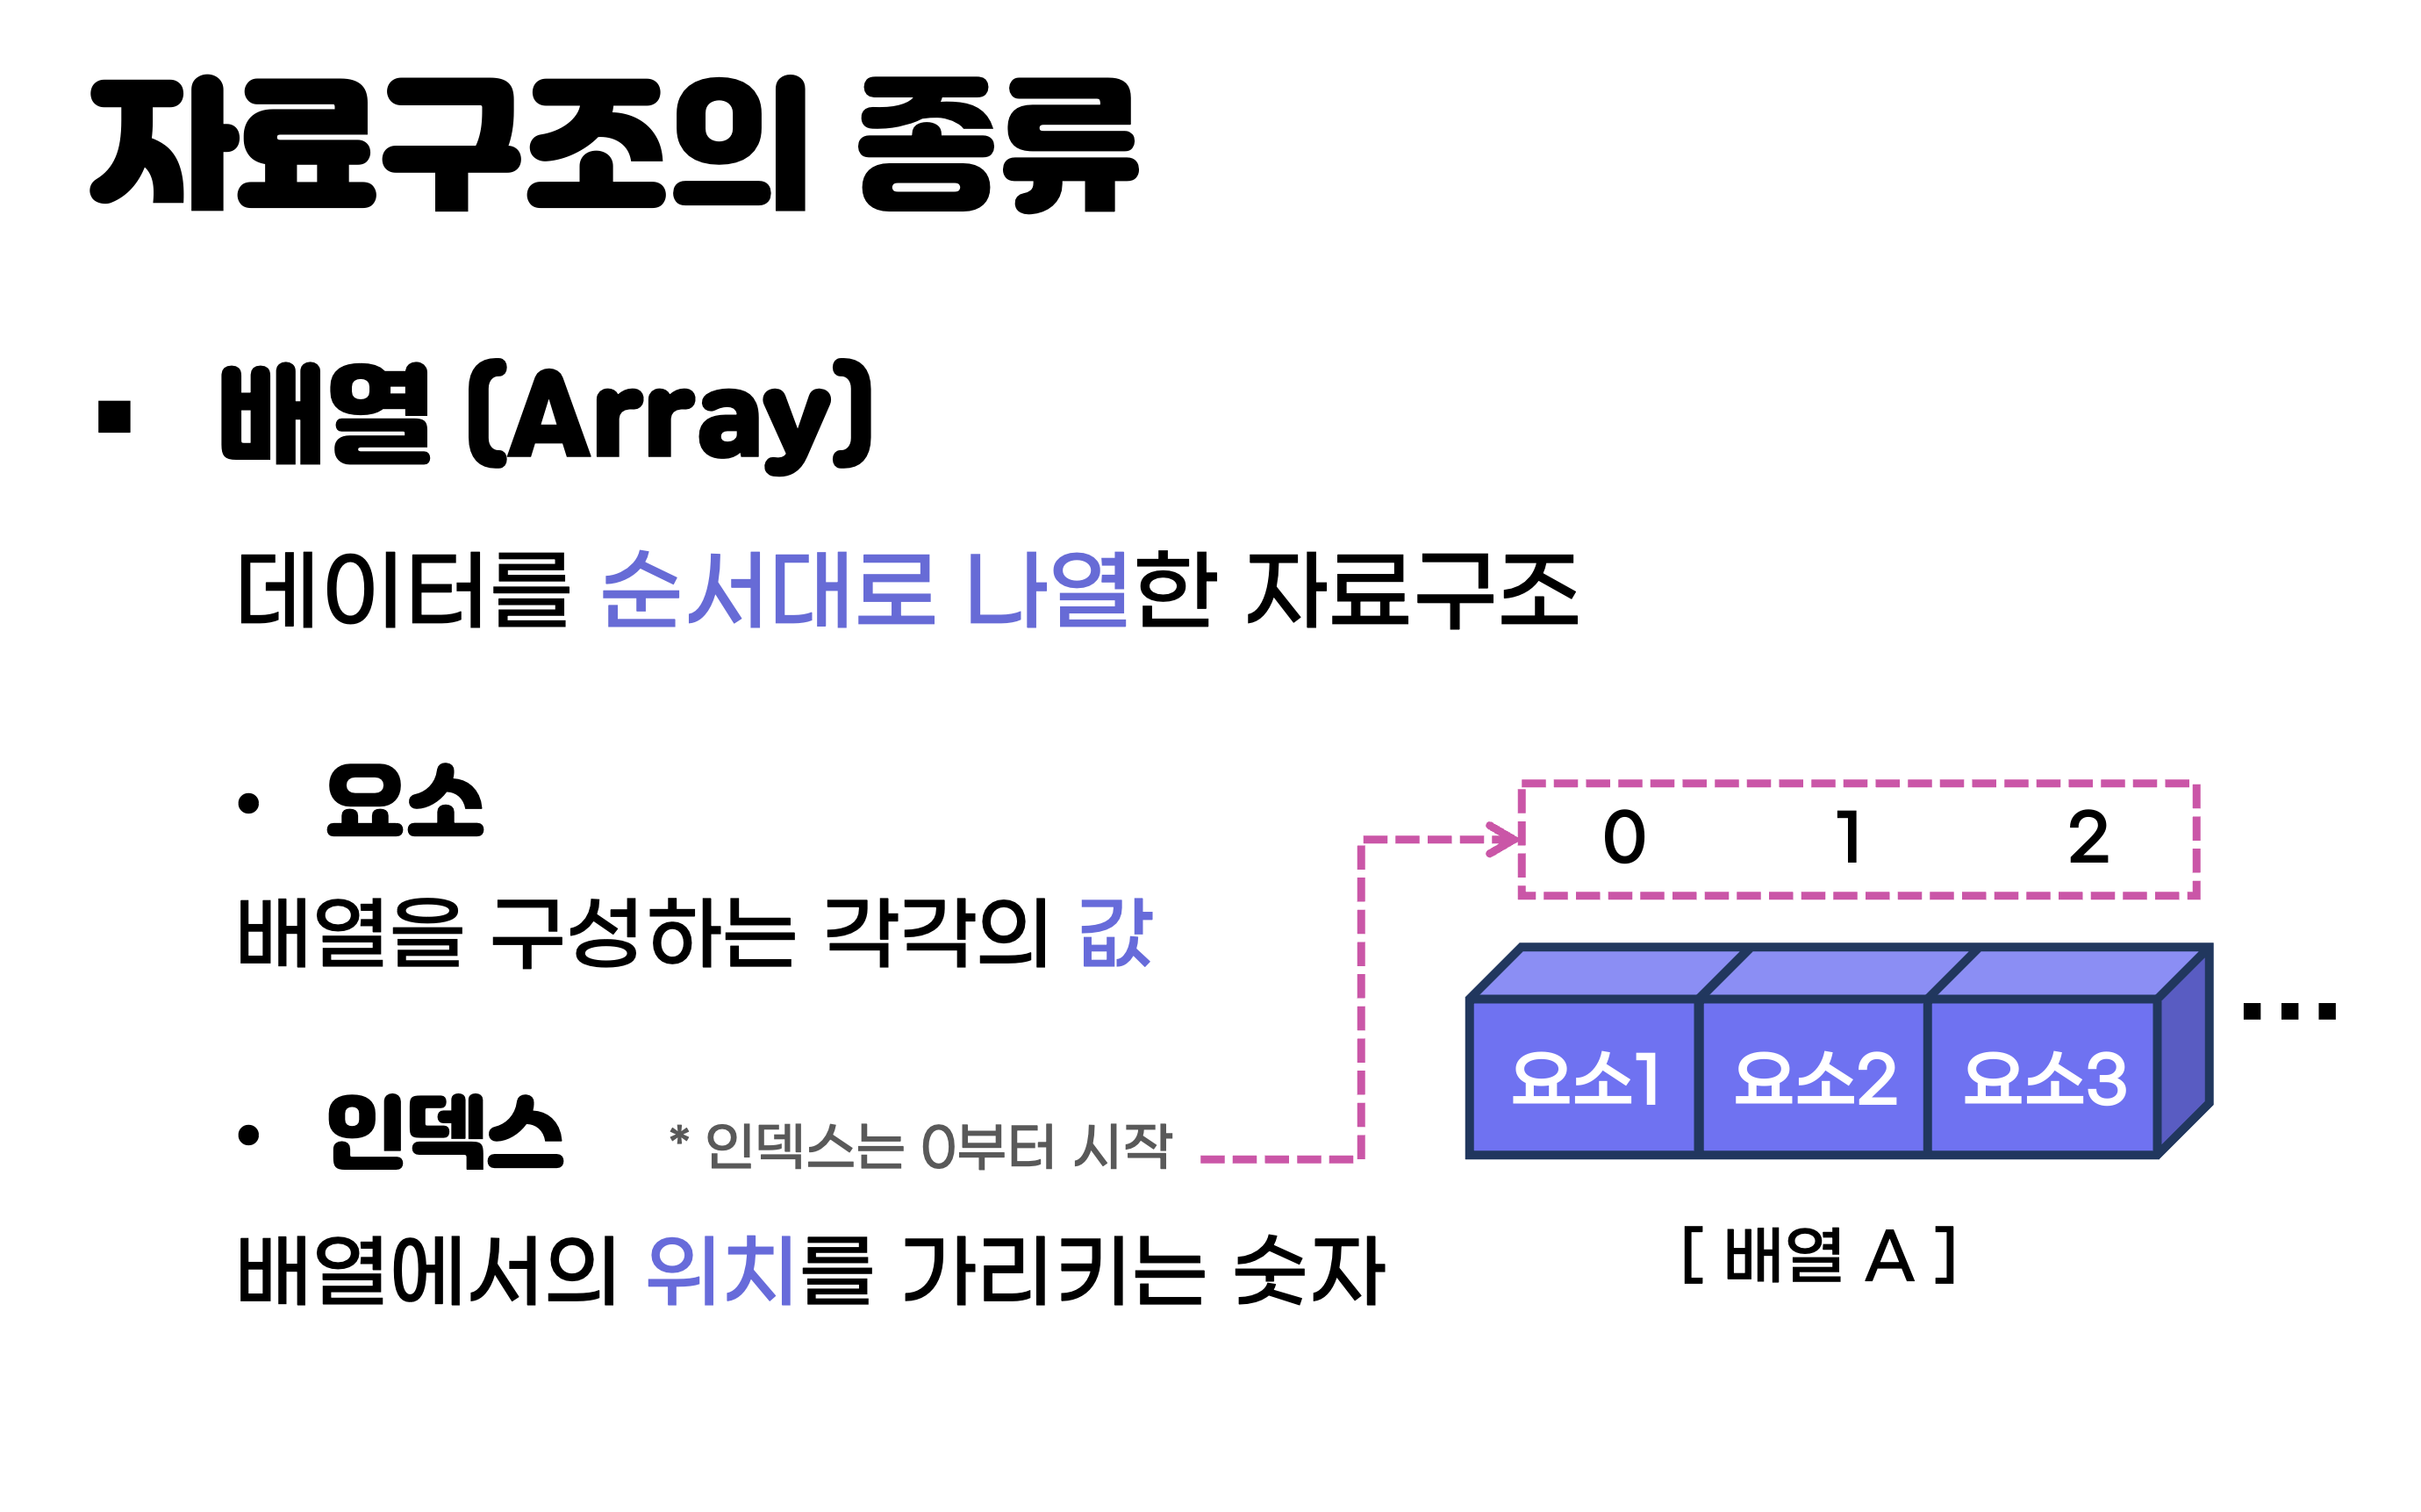 자료구조의 종류
▪ 배열 (Array)
데이터를 순서대로 나열한 자료구조
• 요소
배열을 구성하는 각각의 값
• 인덱스 *인덱스는 0부터 시작
배열에서의 위치를 가리키는 숫자
0 1 2
요소1 요소2 요소3 ...
[ 배열 A ]